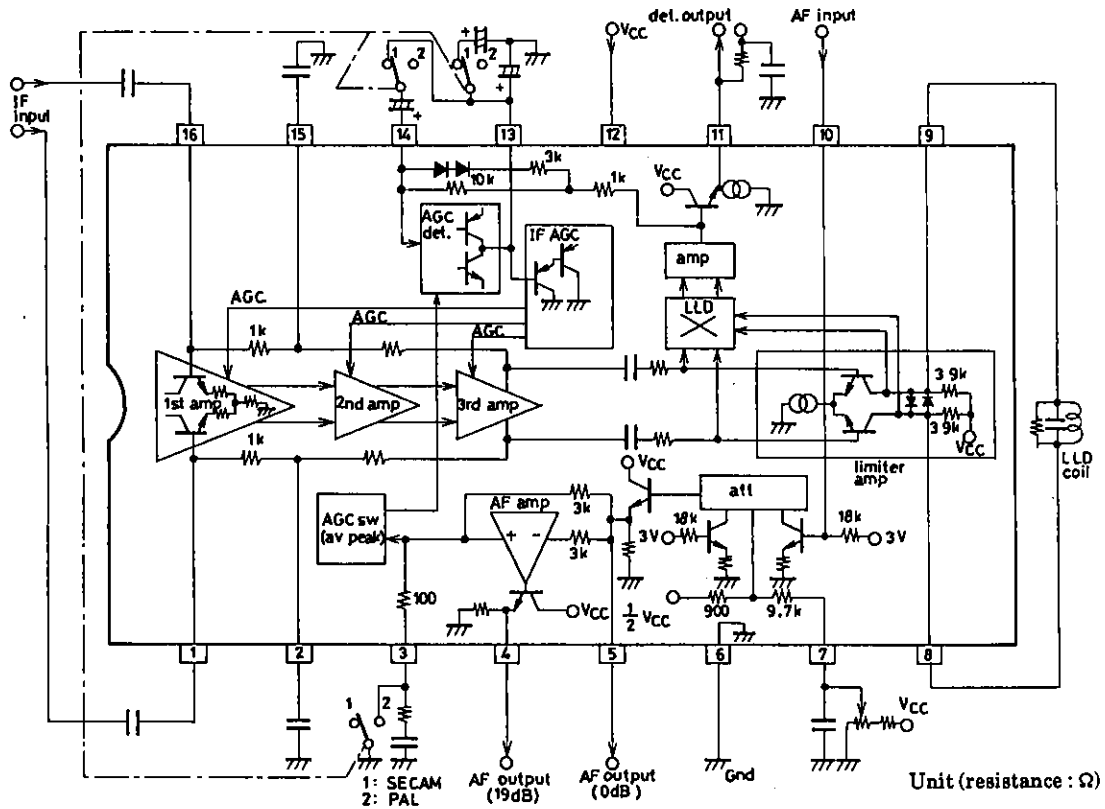 det.output
AF input
VCC
IF
input
1 2
1 2
+
+
+
16
15
14
13
12
11
10
9
3k
10k
1k
VCC
AGC
det.
IF AGC
amp
LLD
AGC
AGC
AGC
1k
1st amp
2nd amp
3rd amp
1k
3.9k
3.9k
VCC
limiter
amp
LLD
coil
VCC
att
AF amp
3k
+ -
3k
AGC sw
(av peak)
18k
3V
18k
3V
100
VCC
1/2 VCC
900
9.7k
1
2
3
4
5
6
7
8
1
2
VCC
1: SECAM
2: PAL
AF output
(19dB)
AF output
(0dB)
Gnd
Unit (resistance : Ω)